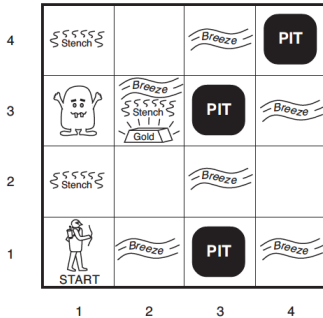 4 Stench Breeze PIT
Breeze
3 Stench PIT Breeze
Gold
2 Stench Breeze
1 Breeze PIT Breeze
START
1 2 3 4